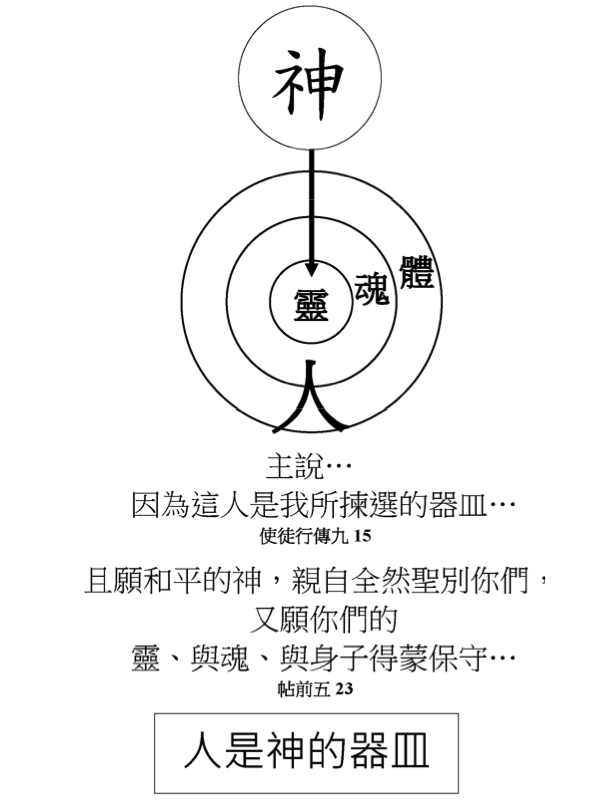 神
體
魂
靈
人
主說…
因為這人是我所揀選的器皿…
使徒行傳九 15
且願和平的神，親自全然聖別你們，
又願你們的
靈、與魂、與身子得蒙保守…
帖前五 23
人是神的器皿